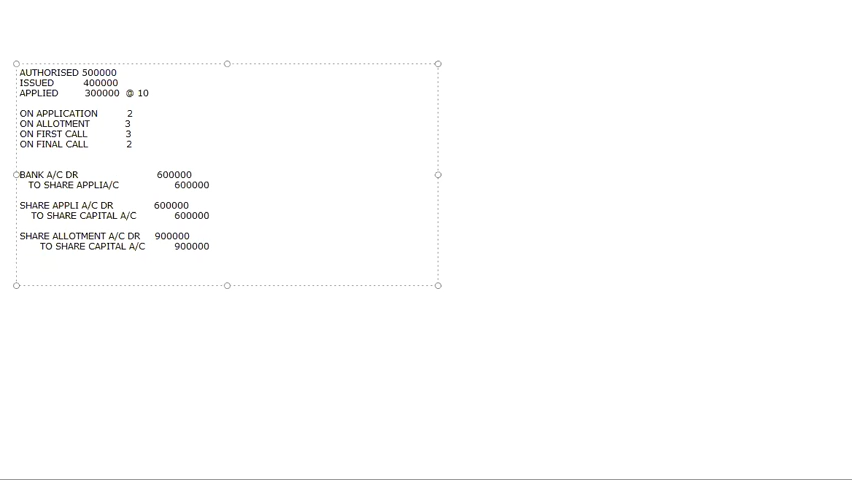 AUTHORISED 500000
ISSUED 400000
APPLIED 300000 @ 10
ON APPLICATION 2
ON ALLOTMENT 3
ON FIRST CALL 3
ON FINAL CALL 2
BANK A/C DR 600000
TO SHARE APPLIA/C 600000
SHARE APPLI A/C DR 600000
TO SHARE CAPITAL A/C 600000
SHARE ALLOTMENT A/C DR 900000
TO SHARE CAPITAL A/C 900000